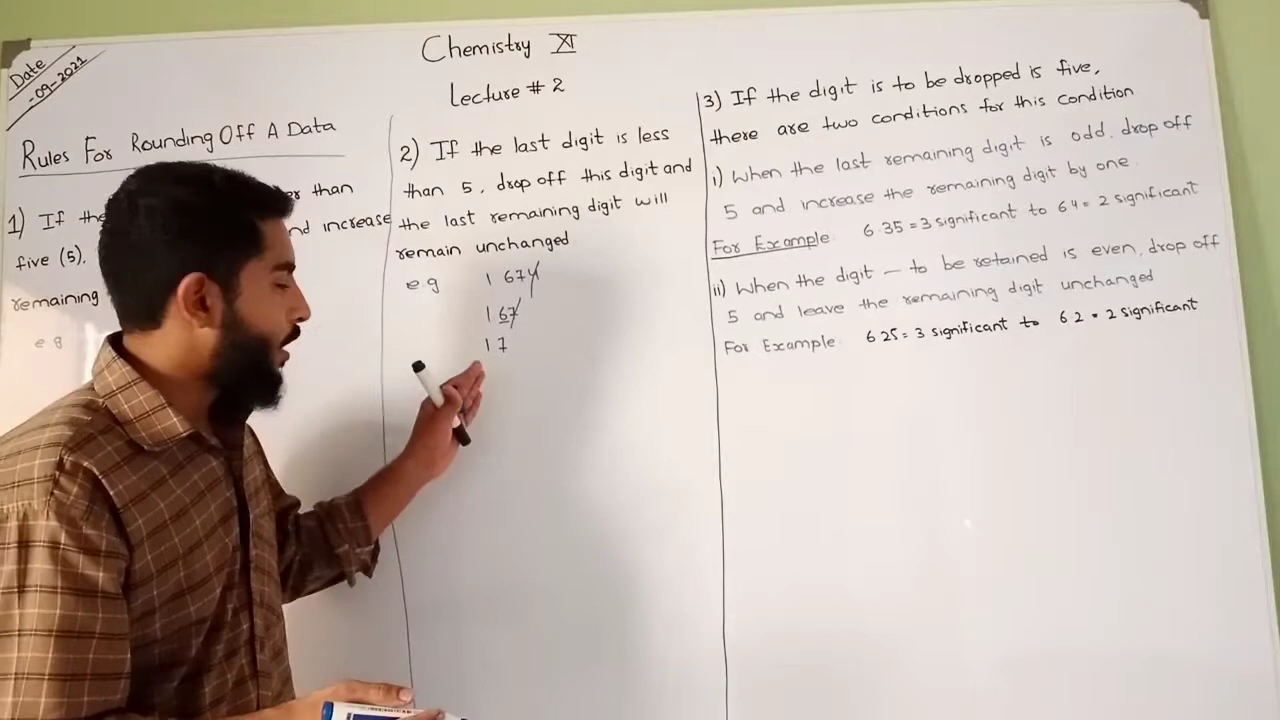 Date
-09-2021
Chemistry XI
Lecture # 2
Rules For Rounding Off A Data
1) If the than
five (5), nd increase
remaining
e g
2) If the last digit is less
than 5, drop off this digit and
the last remaining digit will
remain unchanged
e.g 1 674
1 67
1 7
3) If the digit is to be dropped is five,
there are two conditions for this condition
i) When the last remaining digit is odd, drop off
5 and increase the remaining digit by one.
For Example 6.35 = 3 significant to 6 4 = 2 significant
ii) When the digit - to be retained is even, drop off
5 and leave the remaining digit unchanged
For Example 6 25 = 3 significant to 6 2 = 2 significant